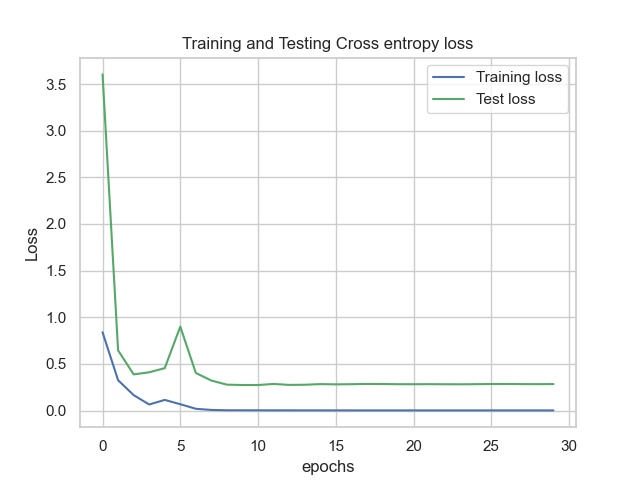 Training and Testing Cross entropy loss
Training loss
Test loss
3.5
3.0
2.5
2.0
1.5
1.0
0.5
0.0
Loss
0 5 10 15 20 25 30
epochs